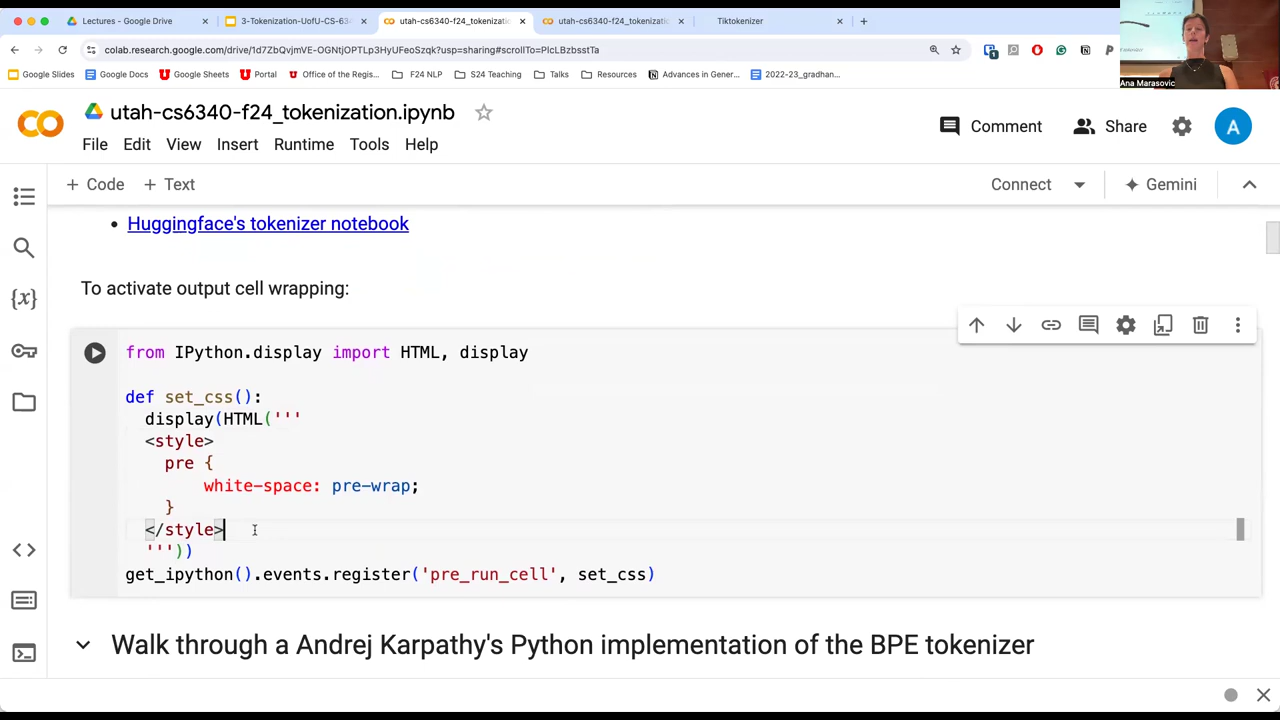 Lectures - Google Drive
3-Tokenization-UofU-CS-634
utah-cs6340-f24_tokenization
utah-cs6340-f24_tokenization.
Tiktokenizer
colab.research.google.com/drive/1d7ZbQvjmVE-OGNtjOPTLp3HyUFeoSzqk?usp=sharing#scrollTo=PlcLBzbsstTa
Google Slides
Google Docs
Google Sheets
Portal
Office of the Regis...
F24 NLP
S24 Teaching
Talks
Resources
Advances in Gener...
2022-23_gradhan...
Ana Marasovic
CO
utah-cs6340-f24_tokenization.ipynb
Comment
Share
A
File Edit View Insert Runtime Tools Help
+ Code + Text
Connect
Gemini
• Huggingface's tokenizer notebook
To activate output cell wrapping:
from IPython.display import HTML, display
def set_css():
display(HTML('''
<style>
pre {
white-space: pre-wrap;
}
</style>
'''))
get_ipython().events.register('pre_run_cell', set_css)
Walk through a Andrej Karpathy's Python implementation of the BPE tokenizer